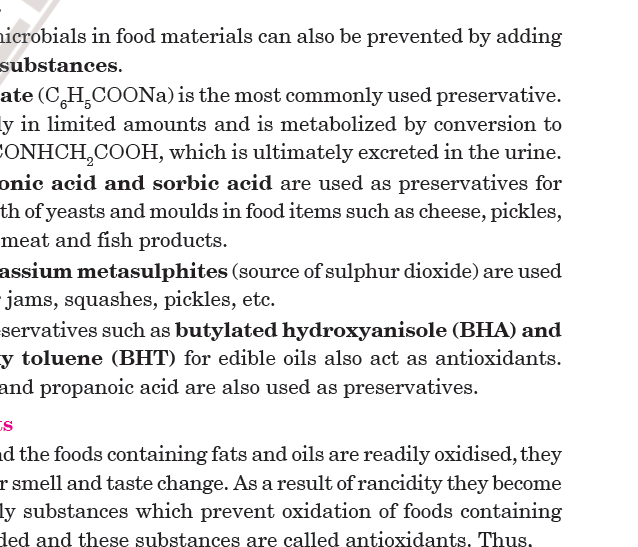 microbials in food materials can also be prevented by adding
substances.
ate (C6H5COONa) is the most commonly used preservative.
ly in limited amounts and is metabolized by conversion to
CONHCH2COOH, which is ultimately excreted in the urine.
onic acid and sorbic acid are used as preservatives for
th of yeasts and moulds in food items such as cheese, pickles,
meat and fish products.
assium metasulphites (source of sulphur dioxide) are used
jams, squashes, pickles, etc.
servatives such as butylated hydroxyanisole (BHA) and
y toluene (BHT) for edible oils also act as antioxidants.
and propanoic acid are also used as preservatives.
ts
d the foods containing fats and oils are readily oxidised, they
r smell and taste change. As a result of rancidity they become
ly substances which prevent oxidation of foods containing
ded and these substances are called antioxidants. Thus,